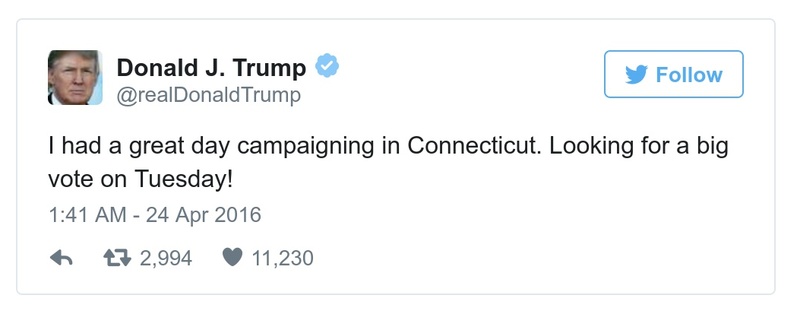 Donald J. Trump
Follow
@realDonaldTrump
I had a great day campaigning in Connecticut. Looking for a big
vote on Tuesday!
1:41 AM - 24 Apr 2016
2,994 11,230